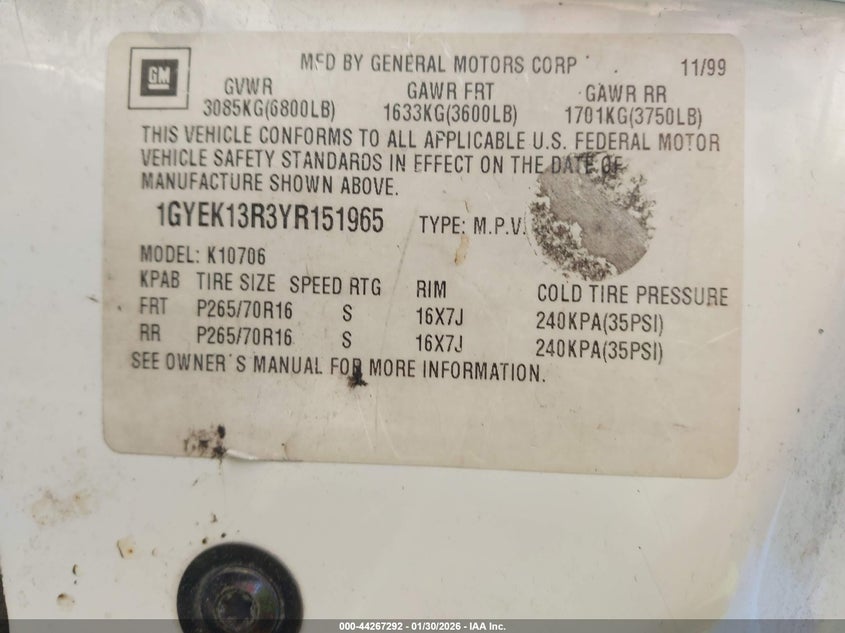 GM
MFD BY GENERAL MOTORS CORP 11/99
GVWR GAWR FRT GAWR RR
3085KG(6800LB) 1633KG(3600LB) 1701KG(3750LB)
THIS VEHICLE CONFORMS TO ALL APPLICABLE U.S. FEDERAL MOTOR
VEHICLE SAFETY STANDARDS IN EFFECT ON THE DATE OF
MANUFACTURE SHOWN ABOVE.
1GYEK13R3YR151965 TYPE: M.P.V.
MODEL: K10706
KPAB TIRE SIZE SPEED RTG RIM COLD TIRE PRESSURE
FRT P265/70R16 S 16X7J 240KPA(35PSI)
RR P265/70R16 S 16X7J 240KPA(35PSI)
SEE OWNER'S MANUAL FOR MORE INFORMATION.
000-44267292 - 01/30/2026 - IAA Inc.